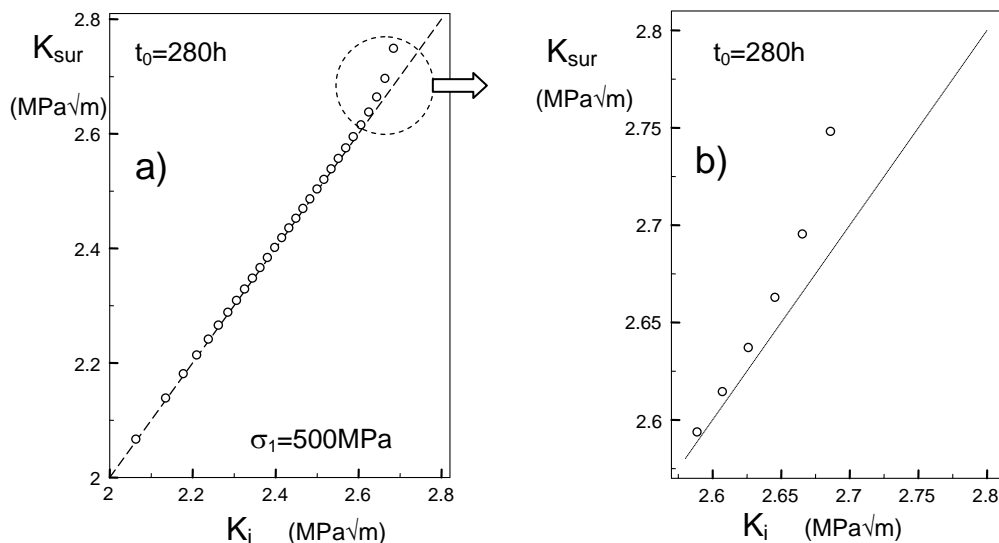 2.8
K_sur
t₀=280h
(MPa√m)
2.6
a)
2.4
2.2
σ₁=500MPa
2
2 2.2 2.4 2.6 2.8
K_i (MPa√m)
2.8
K_sur
t₀=280h
(MPa√m)
2.75
b)
2.7
2.65
2.6
2.6 2.65 2.7 2.75 2.8
K_i (MPa√m)